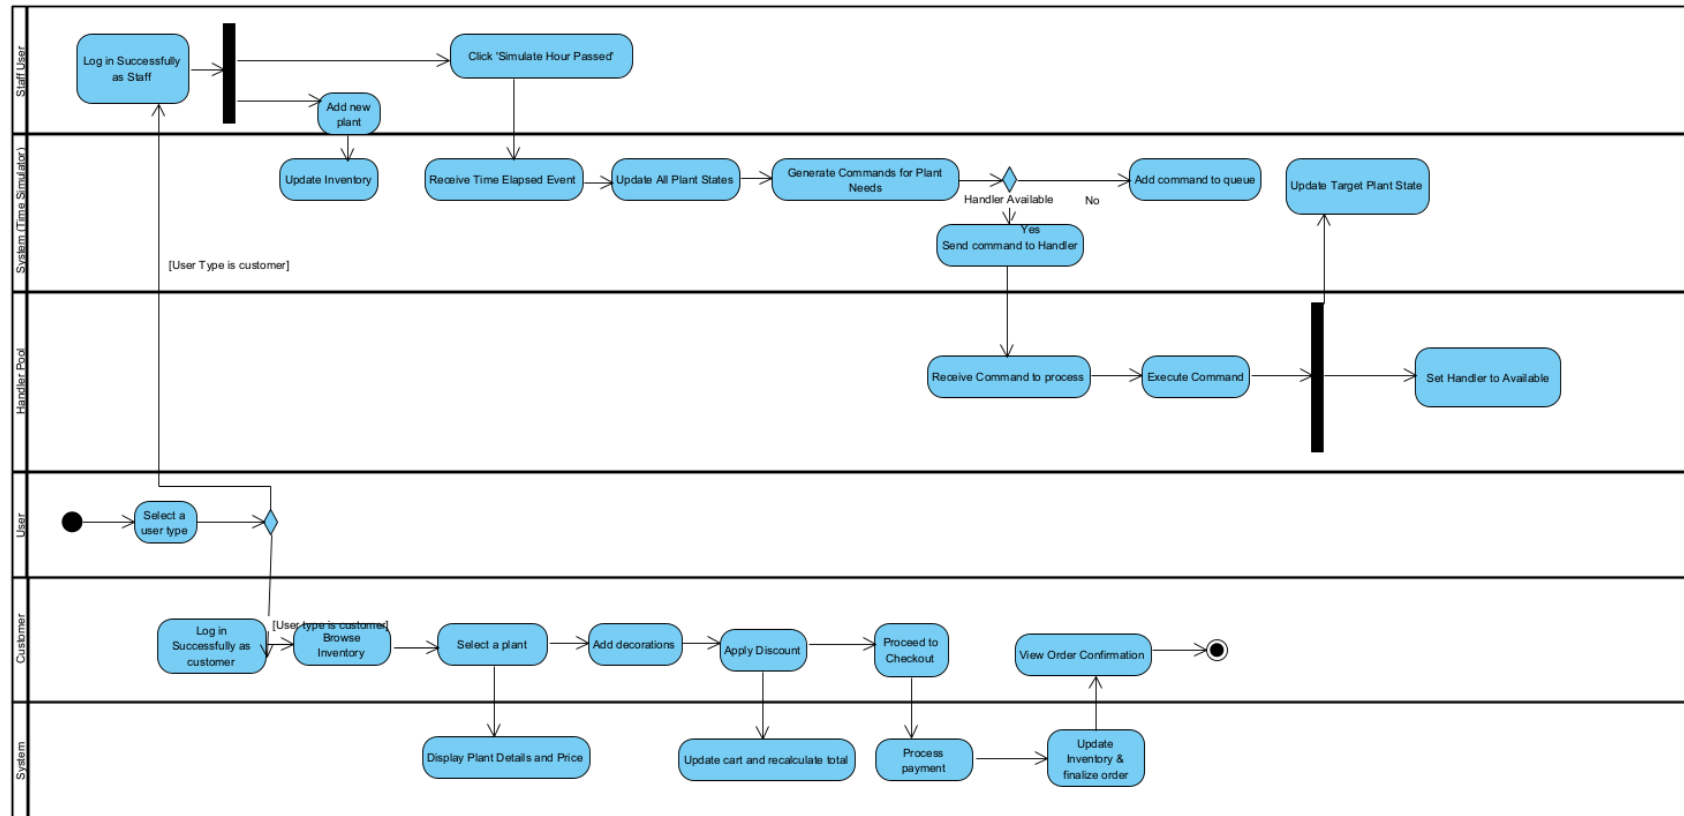 Staff User
Log in Successfully
as Staff
Click 'Simulate Hour Passed'
Add new
plant
System (Time Simulator)
Update Inventory
Receive Time Elapsed Event
Update All Plant States
Generate Commands for Plant
Needs
Handler Available
No
Add command to queue
Update Target Plant State
Yes
Send command to Handler
[User Type is customer]
Handler Pool
Receive Command to process
Execute Command
Set Handler to Available
User
Select a
user type
Customer
Log in
Successfully as
customer
[User type is customer]
Browse
Inventory
Select a plant
Add decorations
Apply Discount
Proceed to
Checkout
View Order Confirmation
System
Display Plant Details and Price
Update cart and recalculate total
Process
payment
Update
Inventory &
finalize order